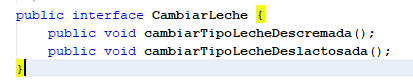 public interface CambiarLeche {
public void cambiarTipoLecheDescremada();
public void cambiarTipoLecheDeslactosada();
}